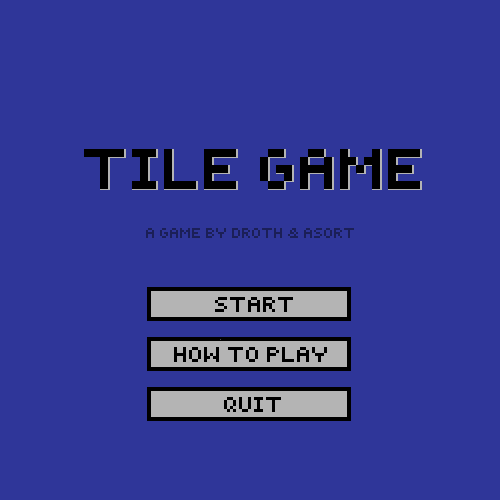 TILE GAME
A GAME BY DROTH & ASORT
START
HOW TO PLAY
QUIT